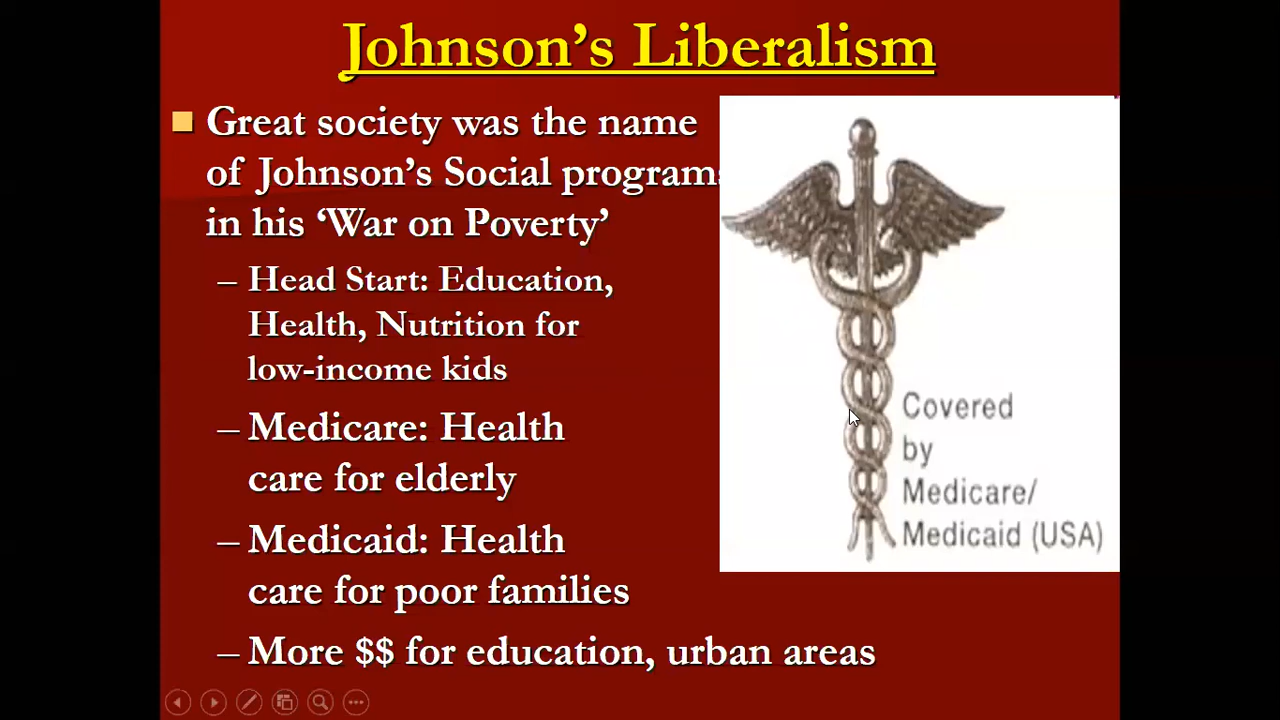 Johnson's Liberalism
Great society was the name
of Johnson's Social programs
in his ‘War on Poverty’
– Head Start: Education,
Health, Nutrition for
low-income kids
– Medicare: Health
care for elderly
– Medicaid: Health
care for poor families
– More $$ for education, urban areas
Covered
by
Medicare/
Medicaid (USA)